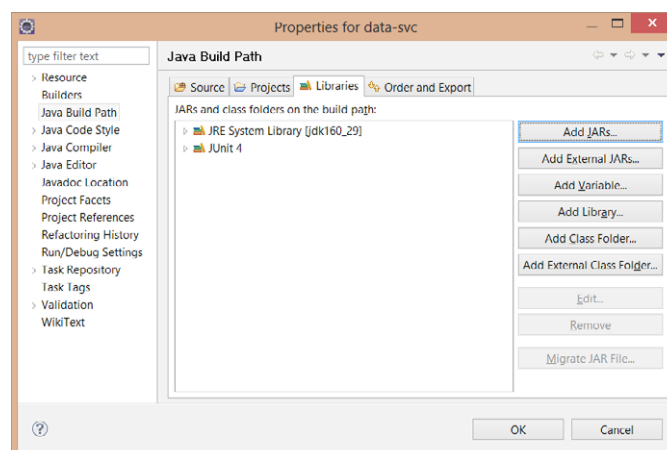 Properties for data-svc
type filter text
Resource
Builders
Java Build Path
Java Code Style
Java Compiler
Java Editor
Javadoc Location
Project Facets
Project References
Refactoring History
Run/Debug Settings
Task Repository
Task Tags
Validation
WikiText
Java Build Path
Source Projects Libraries Order and Export
JARs and class folders on the build path:
JRE System Library [jdk160_29]
JUnit 4
Add JARs...
Add External JARs...
Add Variable...
Add Library...
Add Class Folder...
Add External Class Folder...
Edit...
Remove
Migrate JAR File...
OK Cancel